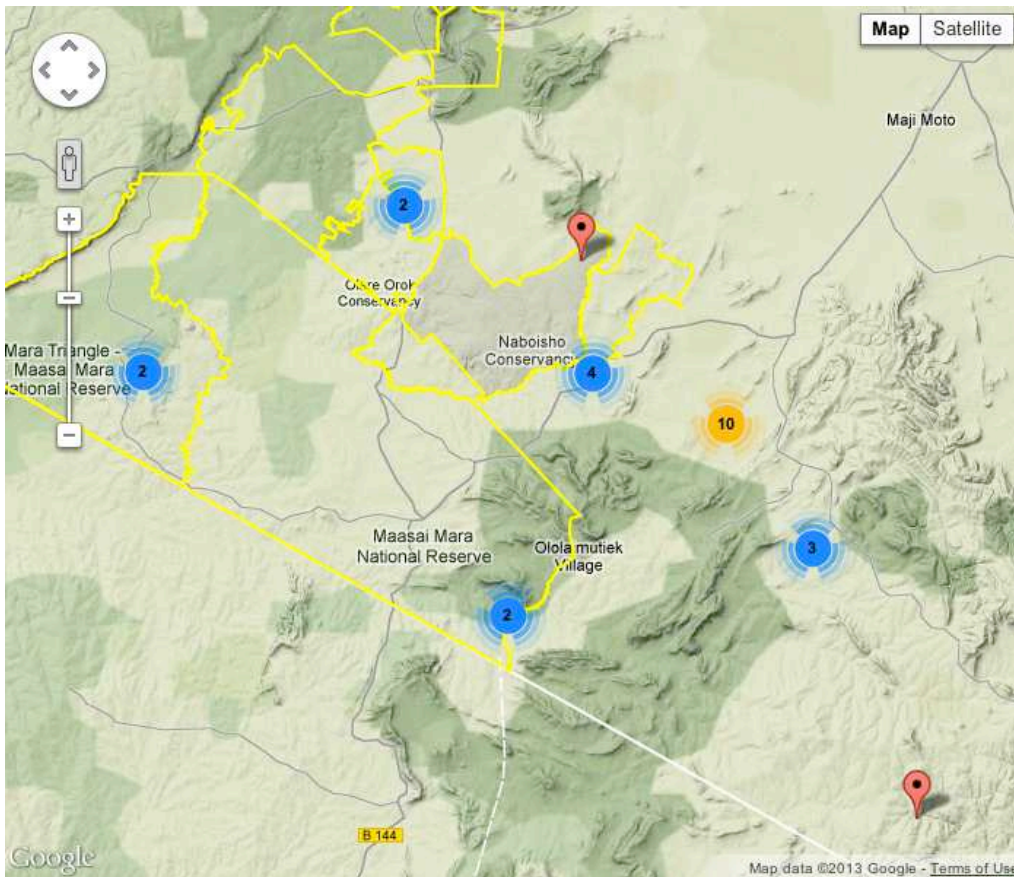 Map Satellite
Maji Moto
2
Olare Orok
Conservancy
Naboisho
Conservancy
Mara Triangle -
Maasai Mara
National Reserve
2
4
10
Maasai Mara
National Reserve
Ololaimutiek
Village
3
2
B 144
Google
Map data ©2013 Google - Terms of Use